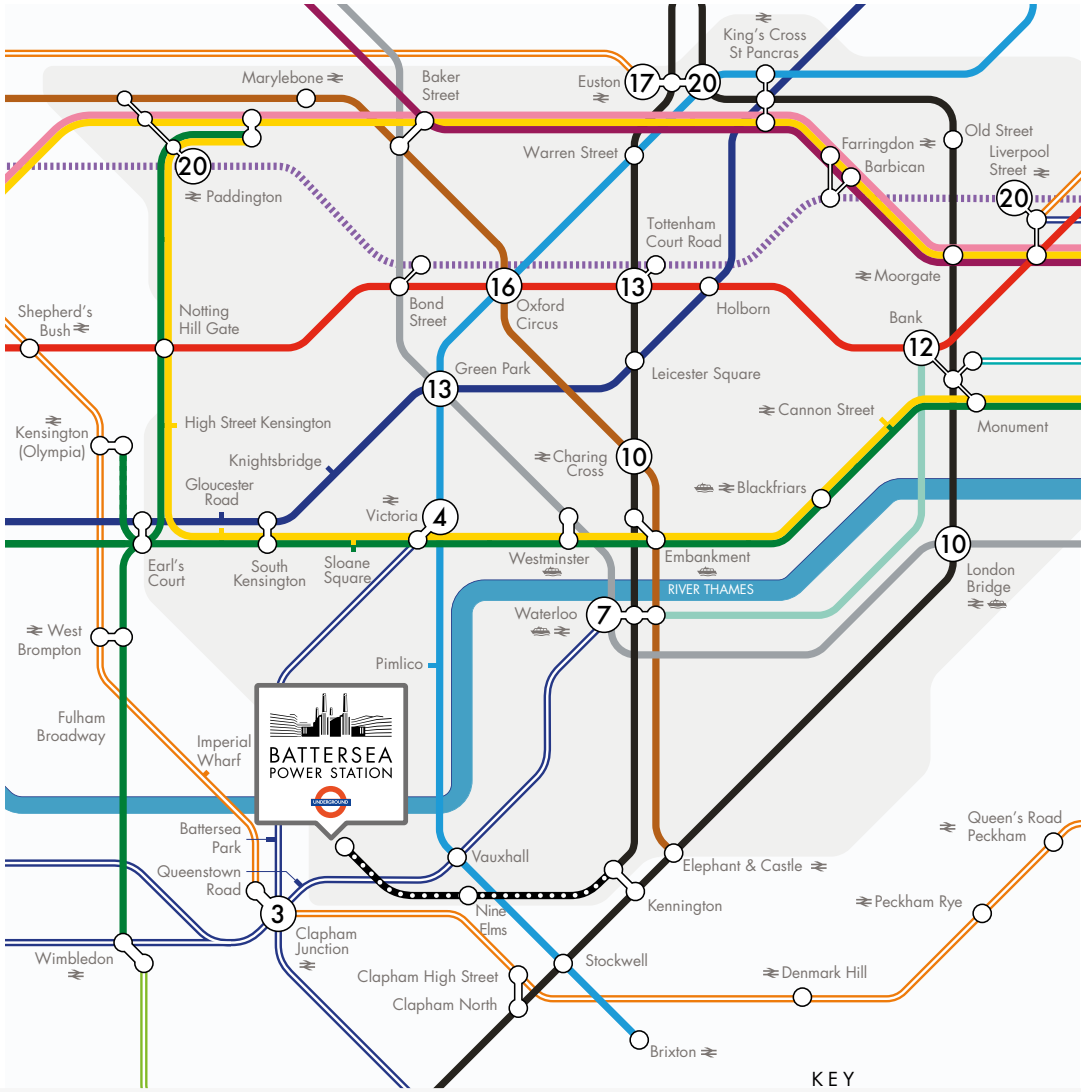 King's Cross
St Pancras
Marylebone
Baker
Street
Euston
17
20
Old Street
Farringdon
Barbican
Liverpool
Street
20
Warren Street
20
Paddington
Tottenham
Court Road
Moorgate
Bond
Street
16
Oxford
Circus
13
Holborn
Shepherd's
Bush
Notting
Hill Gate
Bank
12
Green Park
13
Leicester Square
Cannon Street
Monument
High Street Kensington
Kensington
(Olympia)
Knightsbridge
Charing
Cross
10
Gloucester
Road
Blackfriars
Victoria
4
Earl's
Court
South
Kensington
Sloane
Square
Westminster
Embankment
10
London
Bridge
RIVER THAMES
Waterloo
7
West
Brompton
Pimlico
Fulham
Broadway
Imperial
Wharf
BATTERSEA
POWER STATION
UNDERGROUND
Battersea
Park
Queenstown
Road
Vauxhall
Elephant & Castle
Queen's Road
Peckham
Nine
Elms
Kennington
Peckham Rye
3
Clapham
Junction
Wimbledon
Stockwell
Clapham High Street
Clapham North
Denmark Hill
Brixton
KEY